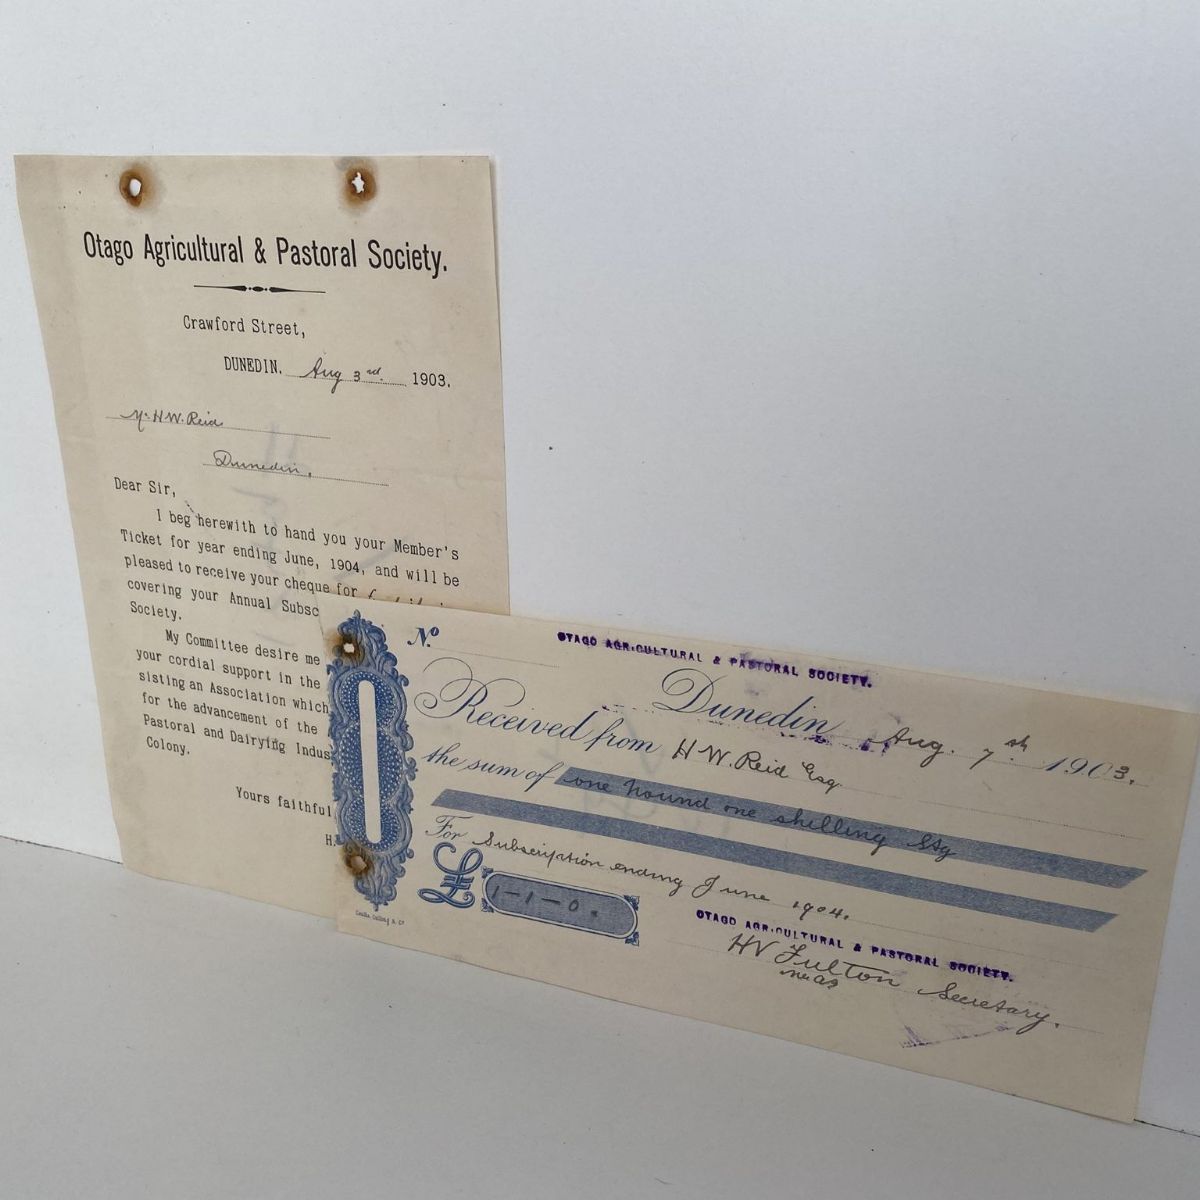 Otago Agricultural & Pastoral Society.
Crawford Street,
DUNEDIN. Aug 3rd. 1903.
Mr. H W. Reid
Dunedin.
Dear Sir,
I beg herewith to hand you your Member's
Ticket for year ending June, 1904, and will be
pleased to receive your cheque for
covering your Annual Subsc
Society.
My Committee desire me
your cordial support in the
sisting an Association which
for the advancement of the
Pastoral and Dairying Indus
Colony.
Yours faithful
H.
No.
OTAGO AGRICULTURAL & PASTORAL SOCIETY.
Dunedin Aug. 7th. 1903.
Received from H W. Reid Esq
the sum of one pound one shilling Stg
For Subscription ending June 1904.
£ 1-1-0.
OTAGO AGRICULTURAL & PASTORAL SOCIETY.
HV Fulton Secretary.